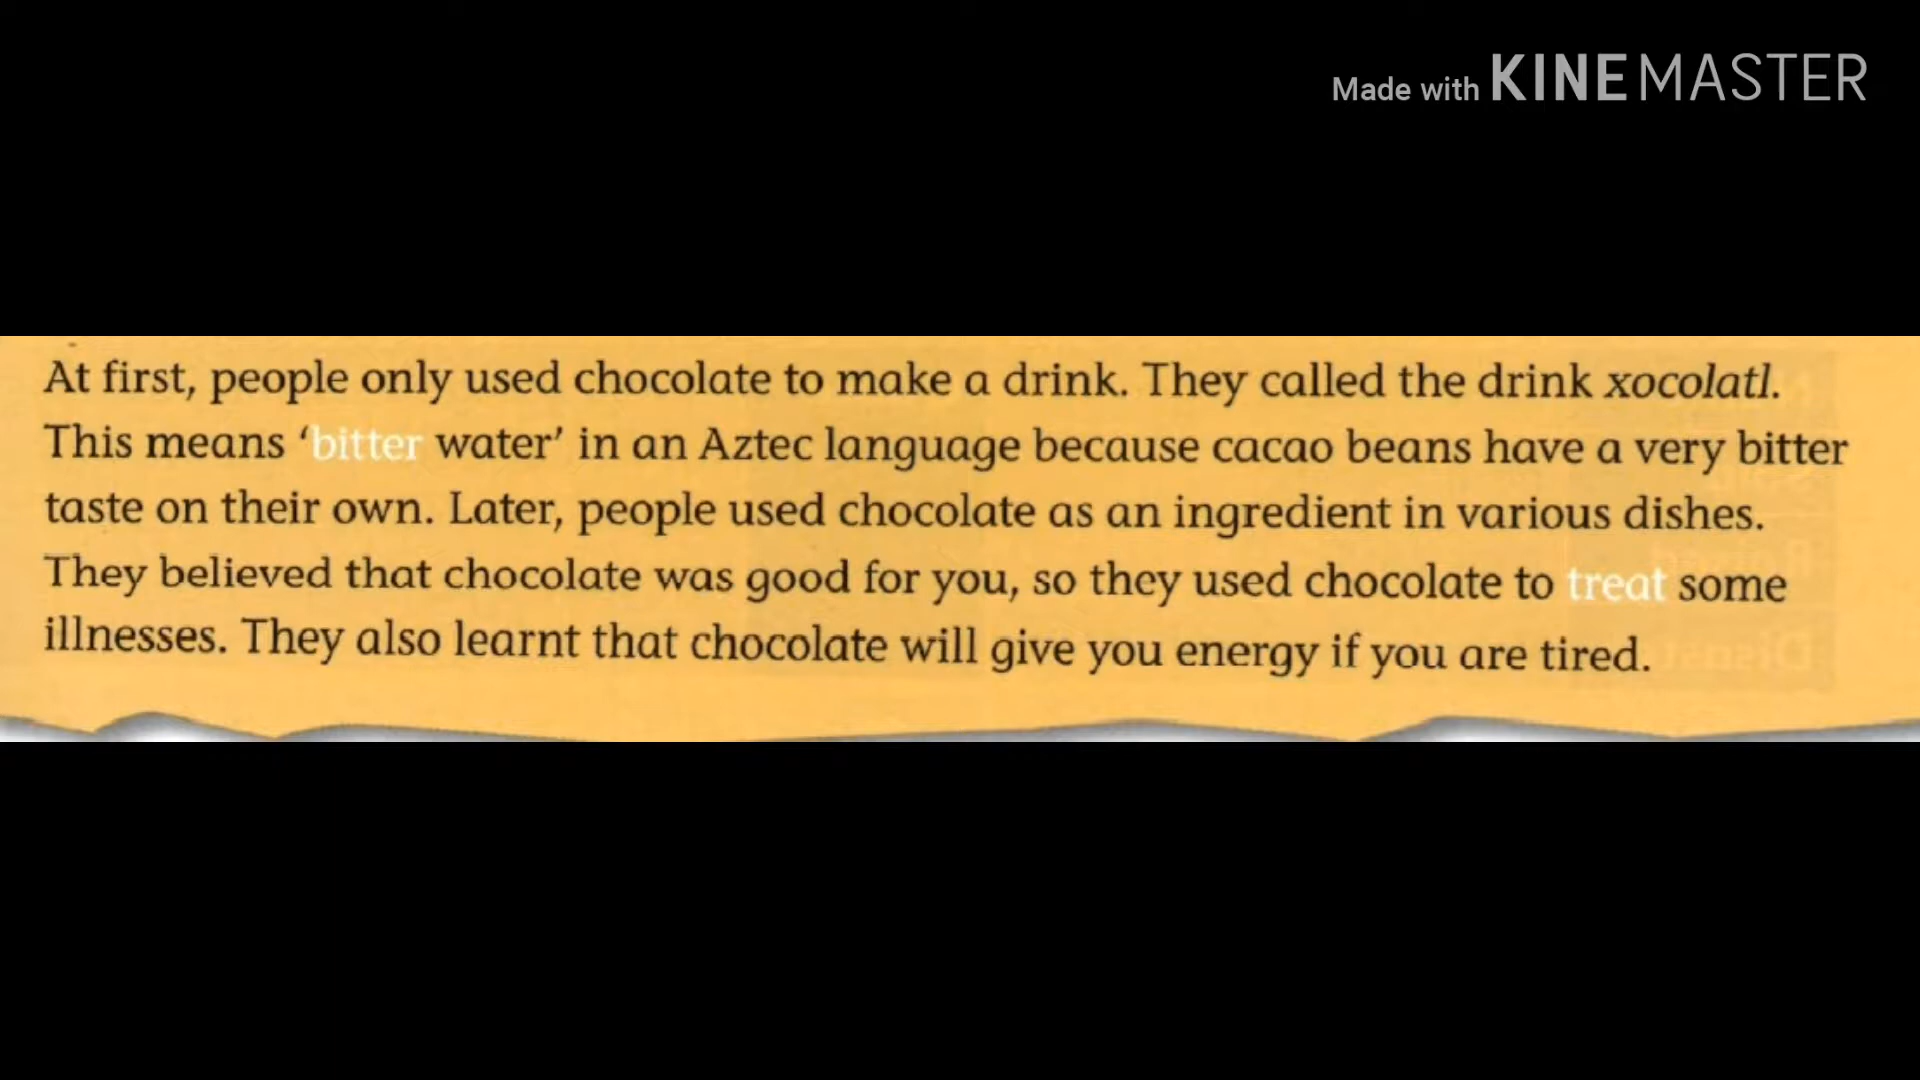 Made with KINEMASTER
At first, people only used chocolate to make a drink. They called the drink xocolatl.
This means ‘bitter water’ in an Aztec language because cacao beans have a very bitter
taste on their own. Later, people used chocolate as an ingredient in various dishes.
They believed that chocolate was good for you, so they used chocolate to treat some
illnesses. They also learnt that chocolate will give you energy if you are tired.